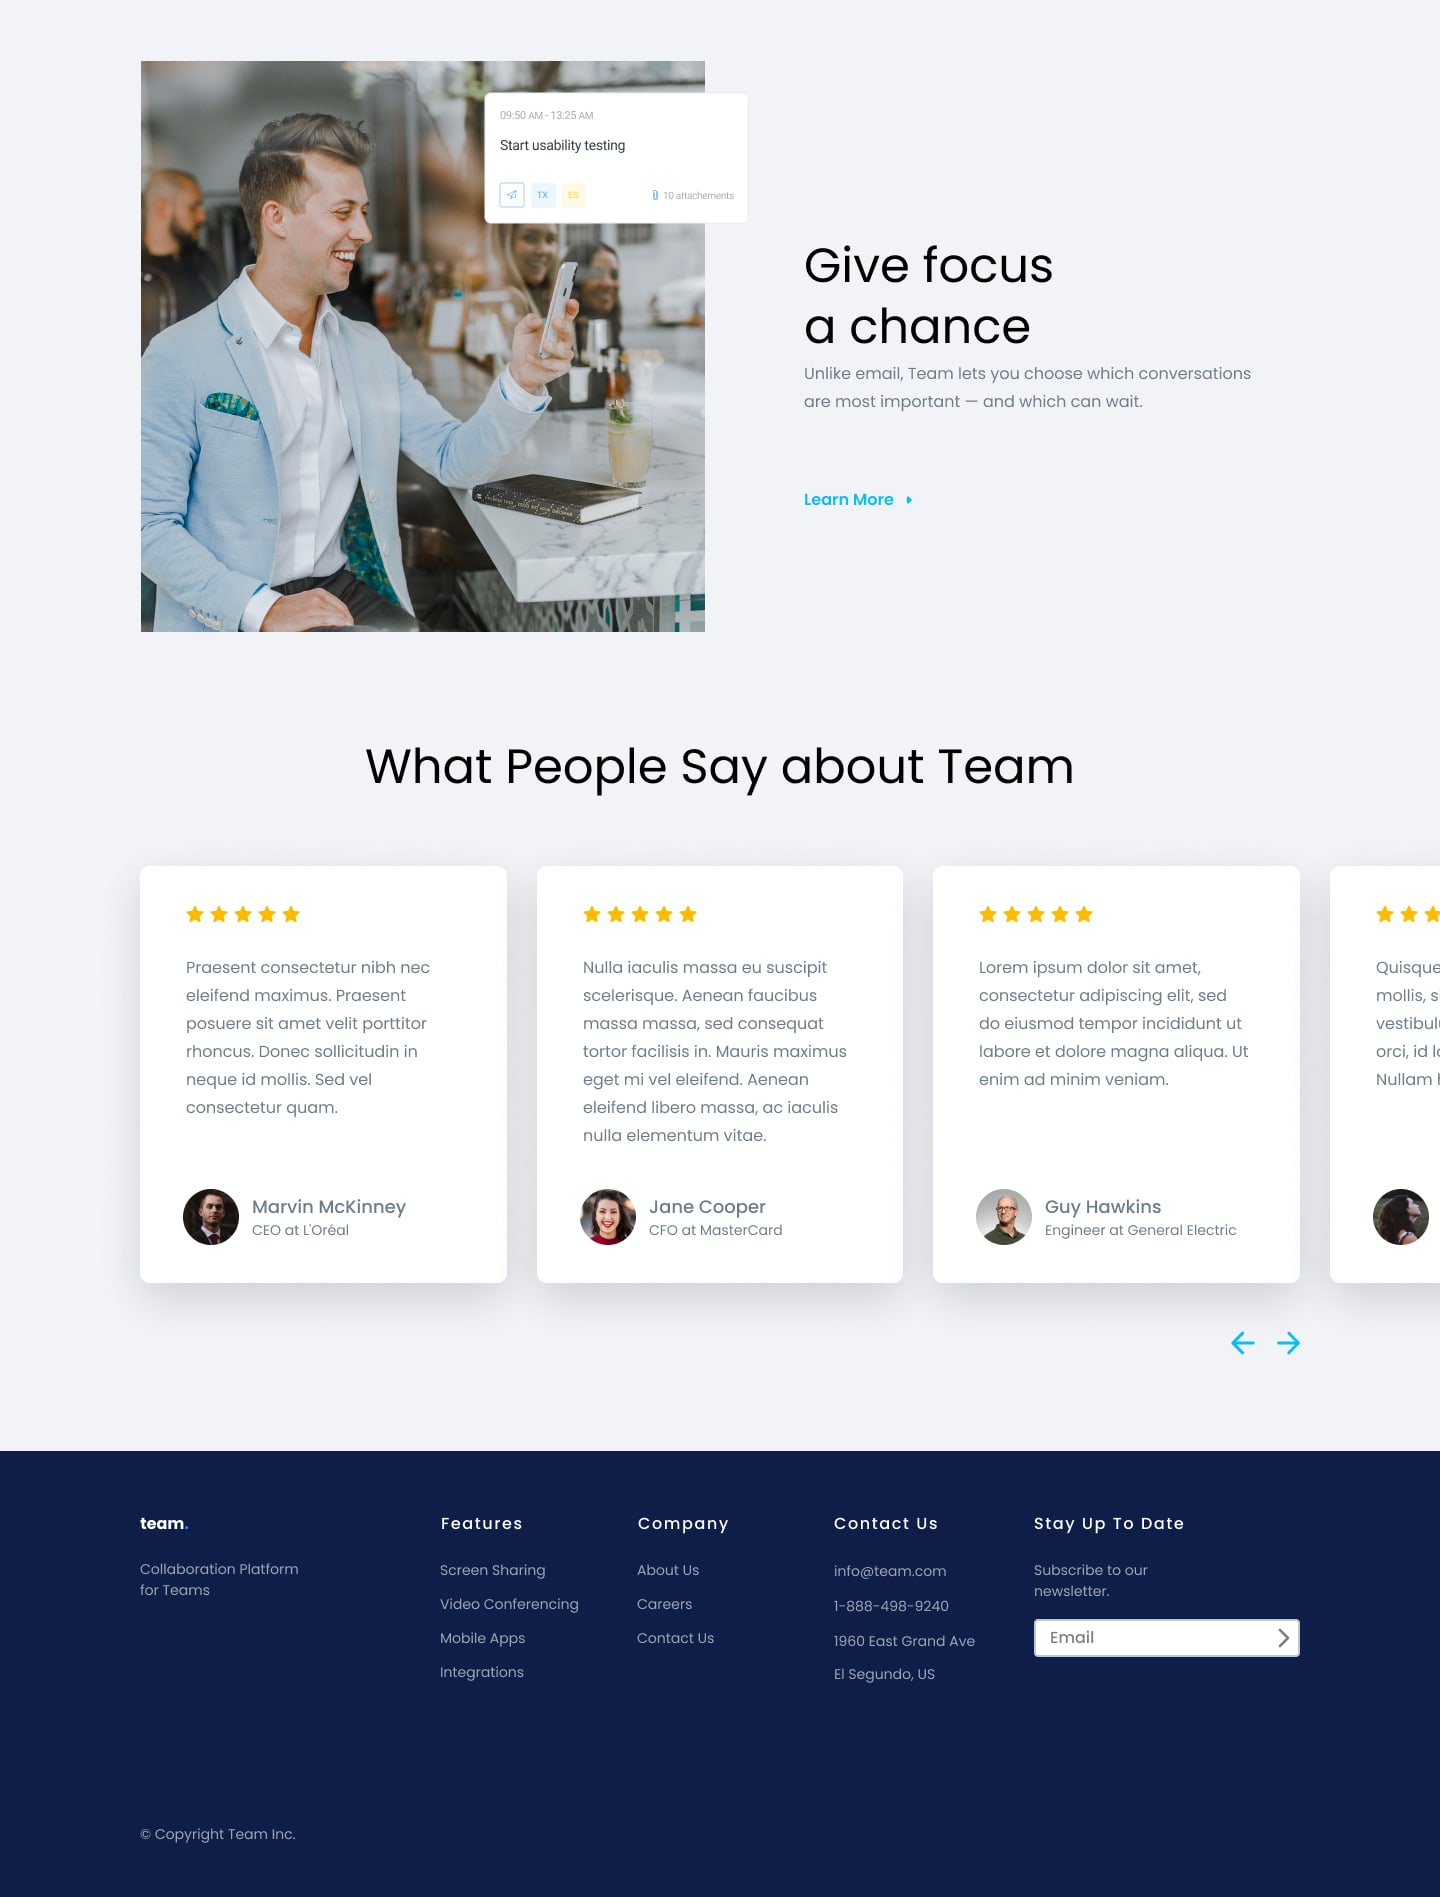 09:50 AM - 13:25 AM
Start usability testing
TX
ES
10 attachements
Give focus
a chance
Unlike email, Team lets you choose which conversations
are most important — and which can wait.
Learn More
What People Say about Team
Praesent consectetur nibh nec
eleifend maximus. Praesent
posuere sit amet velit porttitor
rhoncus. Donec sollicitudin in
neque id mollis. Sed vel
consectetur quam.
Marvin McKinney
CEO at L'Oréal
Nulla iaculis massa eu suscipit
scelerisque. Aenean faucibus
massa massa, sed consequat
tortor facilisis in. Mauris maximus
eget mi vel eleifend. Aenean
eleifend libero massa, ac iaculis
nulla elementum vitae.
Jane Cooper
CFO at MasterCard
Lorem ipsum dolor sit amet,
consectetur adipiscing elit, sed
do eiusmod tempor incididunt ut
labore et dolore magna aliqua. Ut
enim ad minim veniam.
Guy Hawkins
Engineer at General Electric
Quisque
mollis,
orci, id
Nullam
team.
Collaboration Platform
for Teams
Features
Screen Sharing
Video Conferencing
Mobile Apps
Integrations
Company
About Us
Careers
Contact Us
Contact Us
info@team.com
1-888-498-9240
1960 East Grand Ave
El Segundo, US
Stay Up To Date
Subscribe to our
newsletter.
Email
© Copyright Team Inc.